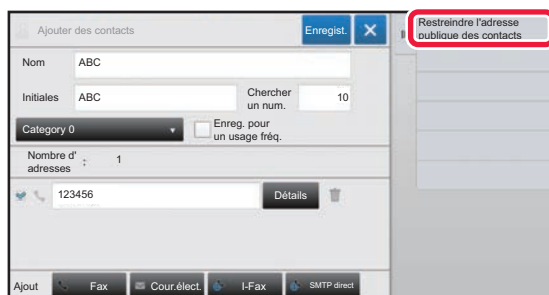 Ajouter des contacts
Enregist.
Restreindre l'adresse
publique des contacts
Nom
ABC
Initiales
ABC
Chercher
un num.
10
Category 0
Enreg. pour
un usage fréq.
Nombre d'
adresses
:
1
123456
Détails
Ajout
Fax
Cour.élect.
I-Fax
SMTP direct